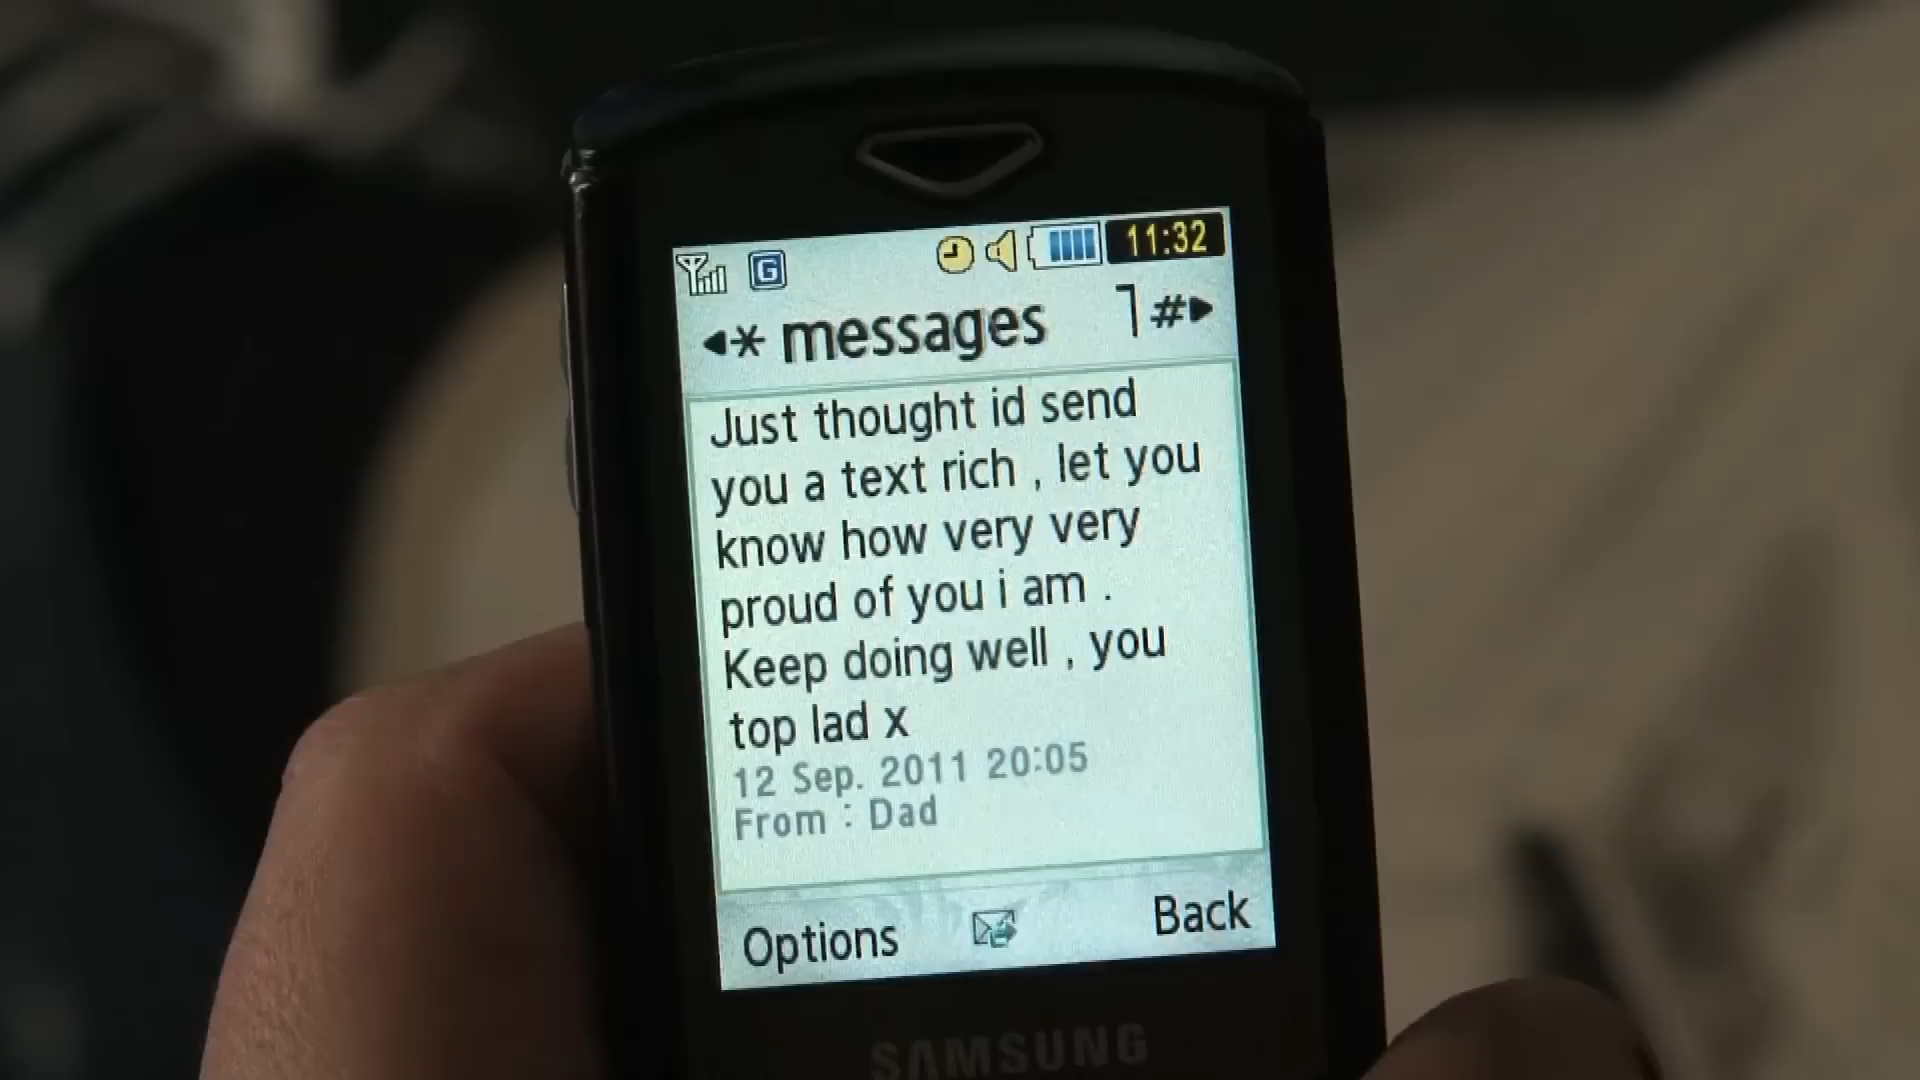 G 11:32
* messages #
Just thought id send
you a text rich , let you
know how very very
proud of you i am .
Keep doing well , you
top lad x
12 Sep. 2011 20:05
From : Dad
Options Back
SAMSUNG